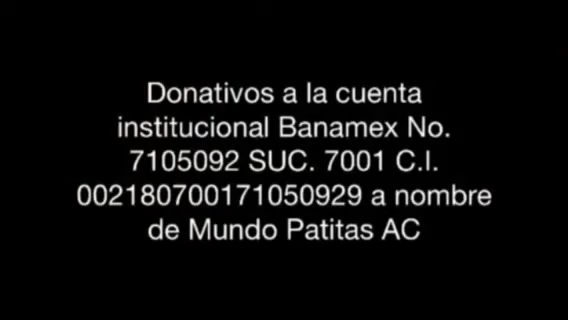 Donativos a la cuenta
institucional Banamex No.
7105092 SUC. 7001 C.I.
002180700171050929 a nombre
de Mundo Patitas AC